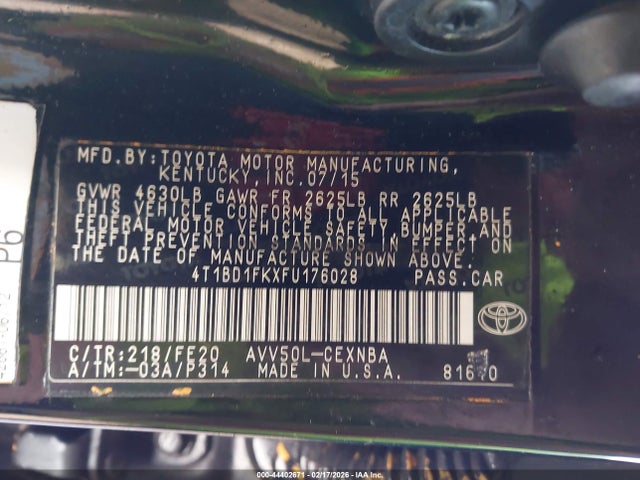 MFD.BY:TOYOTA MOTOR MANUFACTURING,
KENTUCKY, INC.07/15
GVWR 4630LB GAWR FR 2625LB RR 2625LB
THIS VEHICLE CONFORMS TO ALL APPLICABLE
FEDERAL MOTOR VEHICLE SAFETY,BUMPER,AND
THEFT PREVENTION STANDARDS IN EFFECT ON
THE DATE OF MANUFACTURE SHOWN ABOVE.
4T1BD1FKXFU176028 PASS.CAR
C/TR:218/FE20 AVV50L-CEXNBA
A/TM:-03A/P314 MADE IN U.S.A.
P6
000-44402671 - 02/17/2026 - IAA Inc.